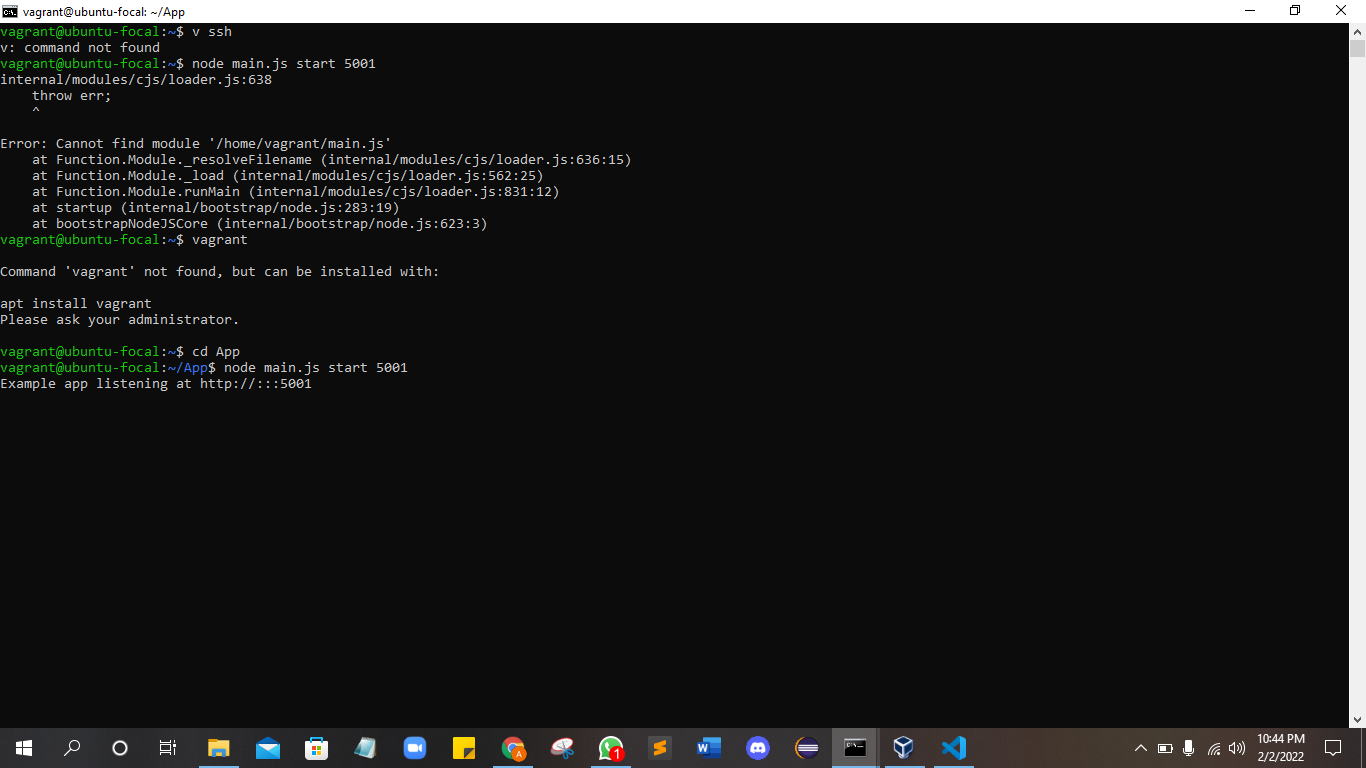 vagrant@ubuntu-focal: ~/App
vagrant@ubuntu-focal:~$ v ssh
v: command not found
vagrant@ubuntu-focal:~$ node main.js start 5001
internal/modules/cjs/loader.js:638
    throw err;
    ^
Error: Cannot find module '/home/vagrant/main.js'
    at Function.Module._resolveFilename (internal/modules/cjs/loader.js:636:15)
    at Function.Module._load (internal/modules/cjs/loader.js:562:25)
    at Function.Module.runMain (internal/modules/cjs/loader.js:831:12)
    at startup (internal/bootstrap/node.js:283:19)
    at bootstrapNodeJSCore (internal/bootstrap/node.js:623:3)
vagrant@ubuntu-focal:~$ vagrant
Command 'vagrant' not found, but can be installed with:
apt install vagrant
Please ask your administrator.
vagrant@ubuntu-focal:~$ cd App
vagrant@ubuntu-focal:~/App$ node main.js start 5001
Example app listening at http://:::5001
A
1
10:44 PM
2/2/2022